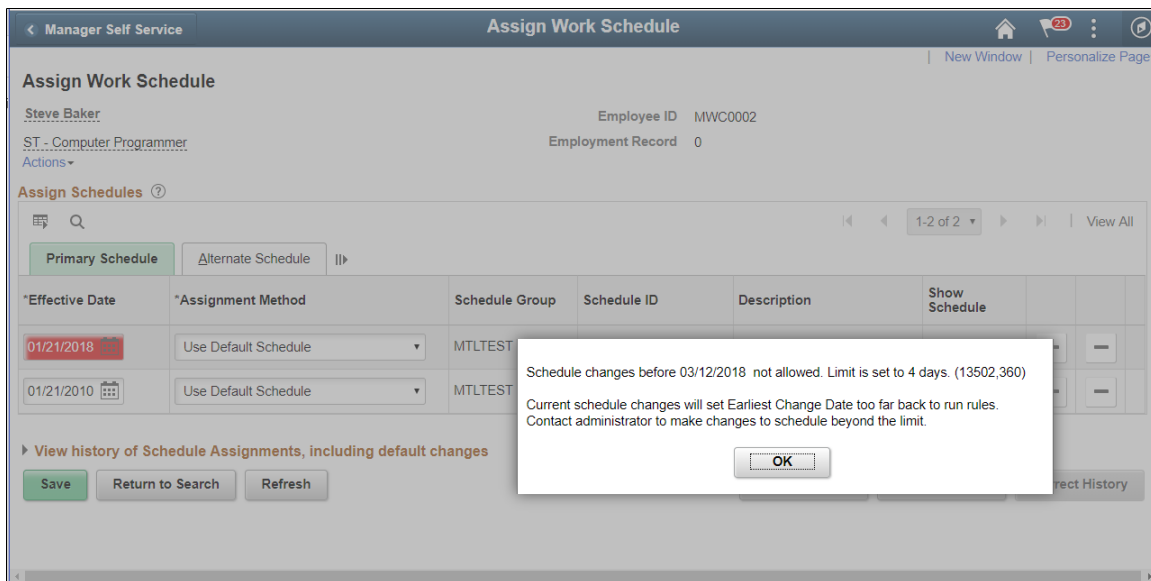 Manager Self Service
Assign Work Schedule
23
New Window | Personalize Page
Assign Work Schedule
Steve Baker
Employee ID MWC0002
ST - Computer Programmer
Employment Record 0
Actions
Assign Schedules
1-2 of 2
| View All
Primary Schedule
Alternate Schedule
*Effective Date *Assignment Method Schedule Group Schedule ID Description Show Schedule
01/21/2018 Use Default Schedule MTLTEST
01/21/2010 Use Default Schedule MTLTEST
Schedule changes before 03/12/2018 not allowed. Limit is set to 4 days. (13502,360)
Current schedule changes will set Earliest Change Date too far back to run rules.
Contact administrator to make changes to schedule beyond the limit.
OK
View history of Schedule Assignments, including default changes
Save Return to Search Refresh
History